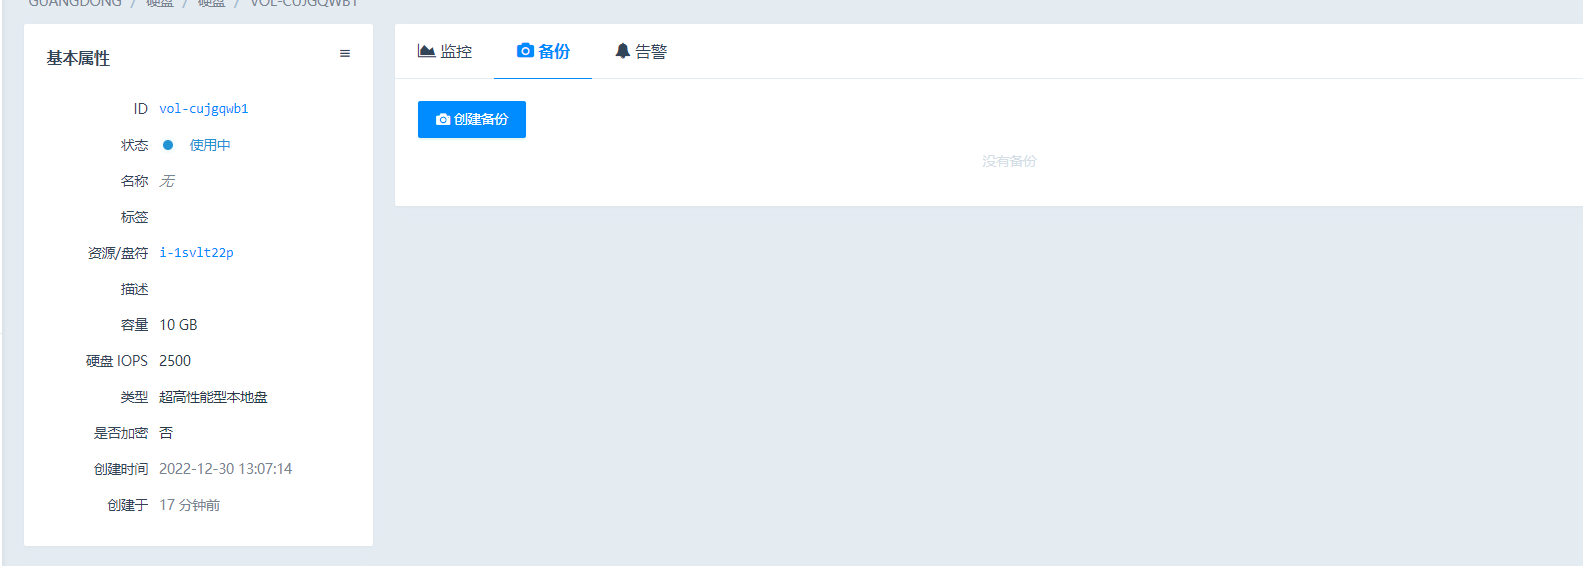 GUANGDONG / 硬盘 / 硬盘 / VOL-CUJGQWB1
基本属性
ID vol-cujgqwb1
状态 使用中
名称 无
标签
资源/盘符 i-1svlt22p
描述
容量 10 GB
硬盘 IOPS 2500
类型 超高性能型本地盘
是否加密 否
创建时间 2022-12-30 13:07:14
创建于 17 分钟前
监控 备份 告警
创建备份
没有备份